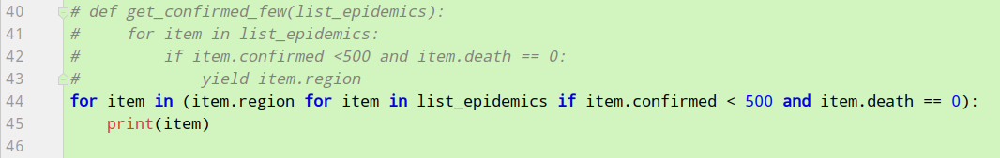 40 # def get_confirmed_few(list_epidemics):
41 #     for item in list_epidemics:
42 #         if item.confirmed <500 and item.death == 0:
43 #             yield item.region
44 for item in (item.region for item in list_epidemics if item.confirmed < 500 and item.death == 0):
45     print(item)
46